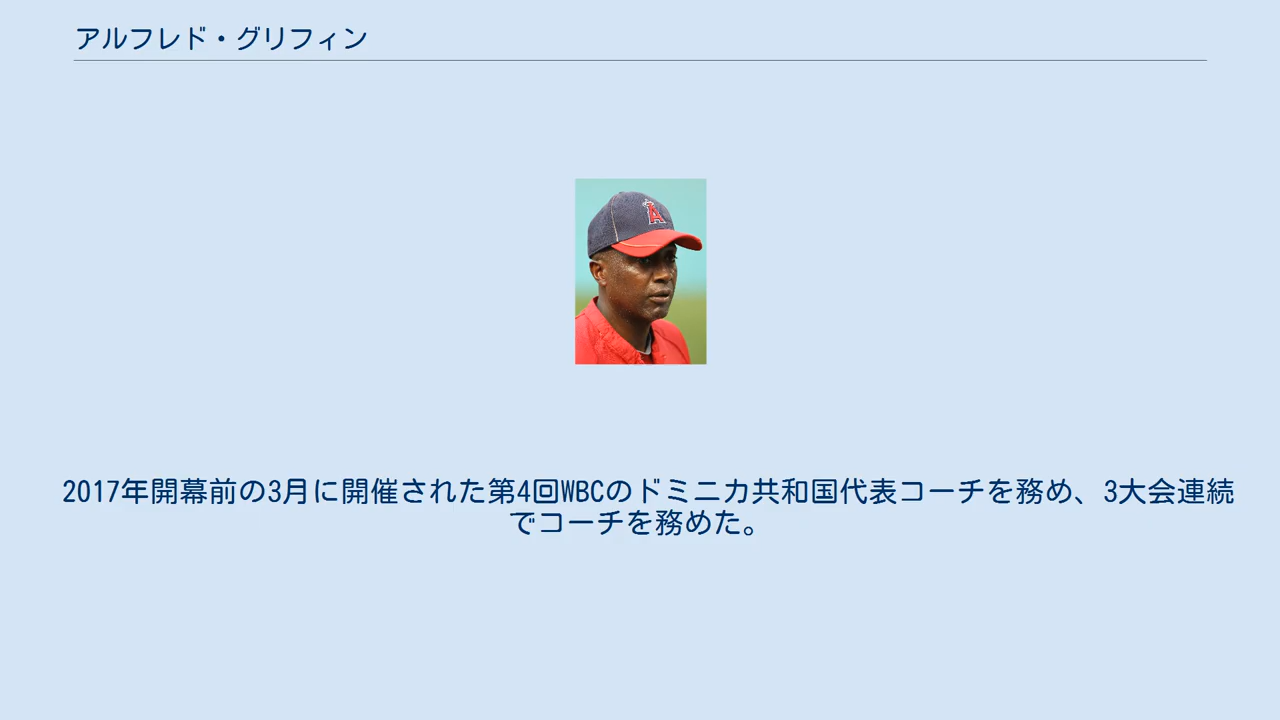 アルフレド・グリフィン
A
2017年開幕前の3月に開催された第4回WBCのドミニカ共和国代表コーチを務め、3大会連続
でコーチを務めた。